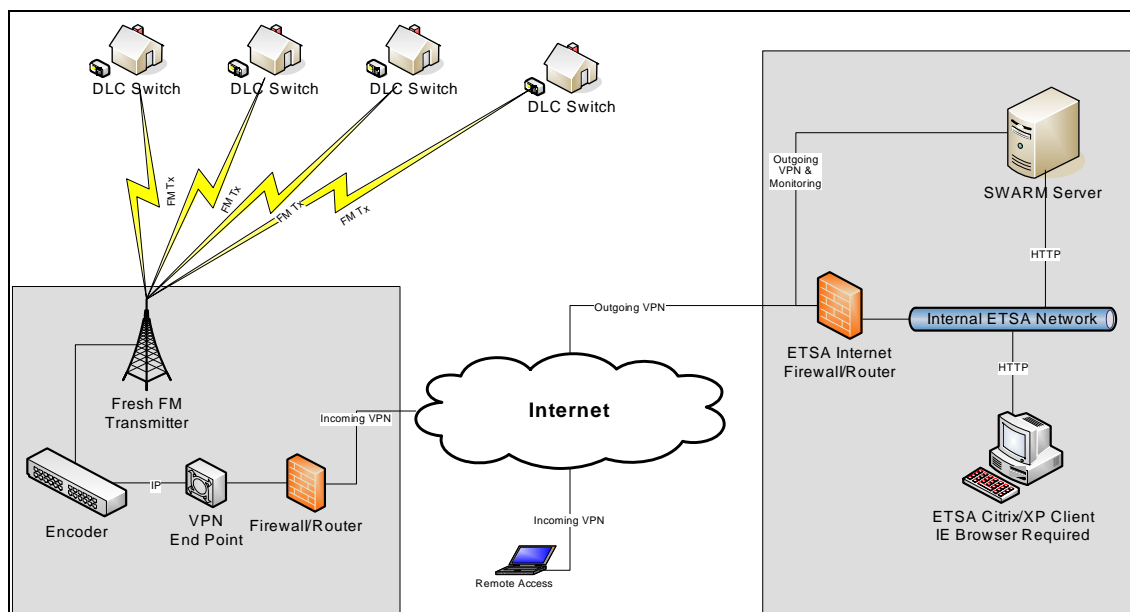 DLC Switch
DLC Switch
DLC Switch
DLC Switch
FM Tx
FM Tx
FM Tx
FM Tx
Outgoing
VPN &
Monitoring
SWARM Server
HTTP
Outgoing VPN
Internal ETSA Network
ETSA Internet
Firewall/Router
HTTP
Fresh FM
Transmitter
Incoming VPN
Internet
IP
Encoder
VPN
End Point
Firewall/Router
Incoming VPN
Remote Access
ETSA Citrix/XP Client
IE Browser Required